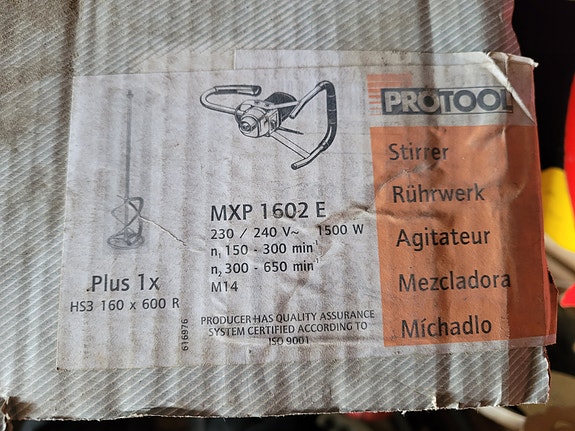 PROTOOL
Stirrer
Rührwerk
Agitateur
Mezcladora
Míchadlo
MXP 1602 E
230 / 240 V~ 1500 W
n₁ 150 - 300 min⁻¹
n₂ 300 - 650 min⁻¹
M14
.Plus 1x
HS3 160 x 600 R
616976
PRODUCER HAS QUALITY ASSURANCE
SYSTEM CERTIFIED ACCORDING TO
ISO 9001